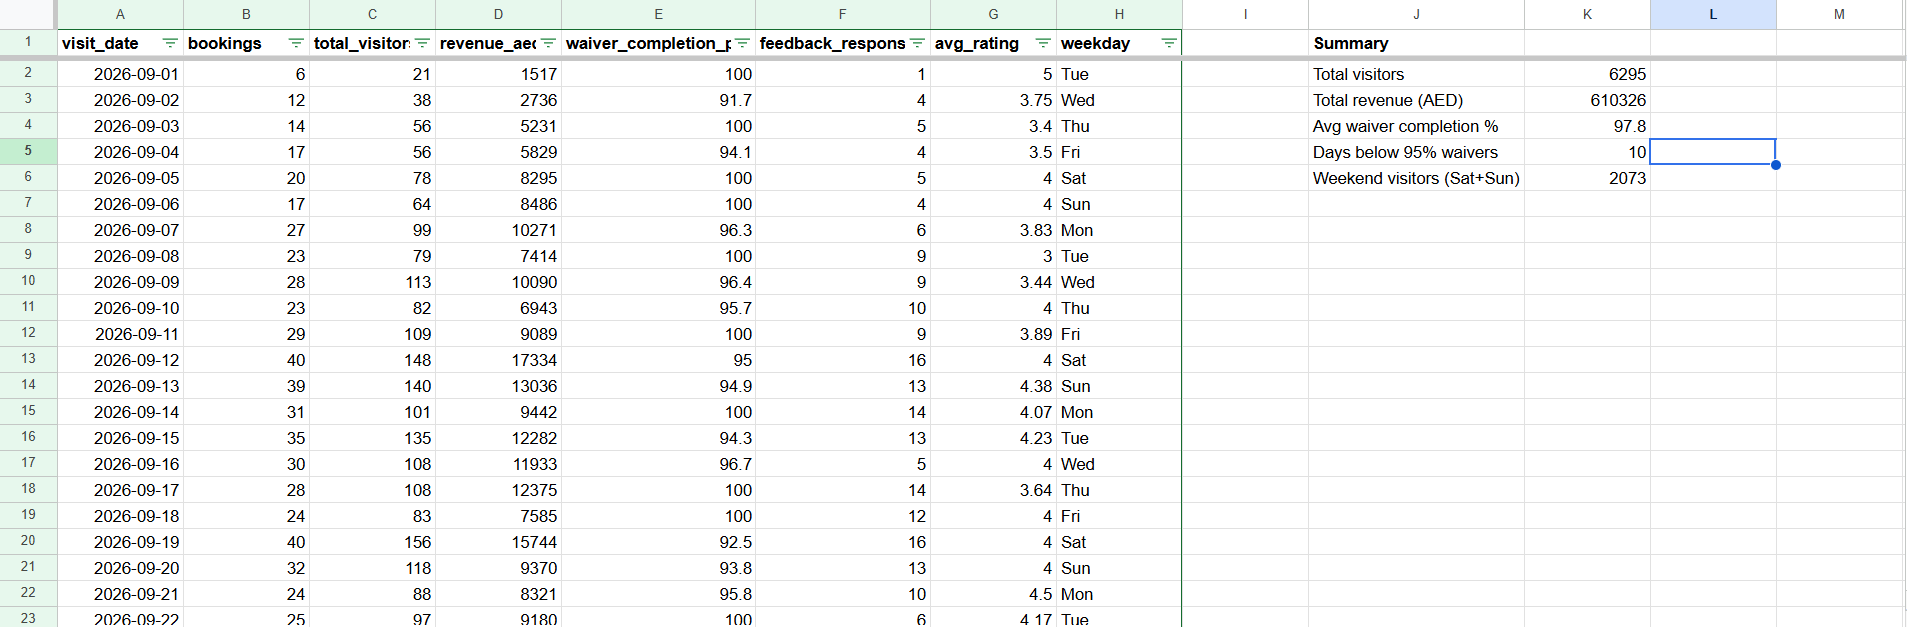 A B C D E F G H I J K L M
1 visit_date bookings total_visitor revenue_aec waiver_completion_p feedback_respons avg_rating weekday Summary
2 2026-09-01 6 21 1517 100 1 5 Tue Total visitors 6295
3 2026-09-02 12 38 2736 91.7 4 3.75 Wed Total revenue (AED) 610326
4 2026-09-03 14 56 5231 100 5 3.4 Thu Avg waiver completion % 97.8
5 2026-09-04 17 56 5829 94.1 4 3.5 Fri Days below 95% waivers 10
6 2026-09-05 20 78 8295 100 5 4 Sat Weekend visitors (Sat+Sun) 2073
7 2026-09-06 17 64 8486 100 4 4 Sun
8 2026-09-07 27 99 10271 96.3 6 3.83 Mon
9 2026-09-08 23 79 7414 100 9 3 Tue
10 2026-09-09 28 113 10090 96.4 9 3.44 Wed
11 2026-09-10 23 82 6943 95.7 10 4 Thu
12 2026-09-11 29 109 9089 100 9 3.89 Fri
13 2026-09-12 40 148 17334 95 16 4 Sat
14 2026-09-13 39 140 13036 94.9 13 4.38 Sun
15 2026-09-14 31 101 9442 100 14 4.07 Mon
16 2026-09-15 35 135 12282 94.3 13 4.23 Tue
17 2026-09-16 30 108 11933 96.7 5 4 Wed
18 2026-09-17 28 108 12375 100 14 3.64 Thu
19 2026-09-18 24 83 7585 100 12 4 Fri
20 2026-09-19 40 156 15744 92.5 16 4 Sat
21 2026-09-20 32 118 9370 93.8 13 4 Sun
22 2026-09-21 24 88 8321 95.8 10 4.5 Mon
23 2026-09-22 25 97 9180 100 6 4.17 Tue